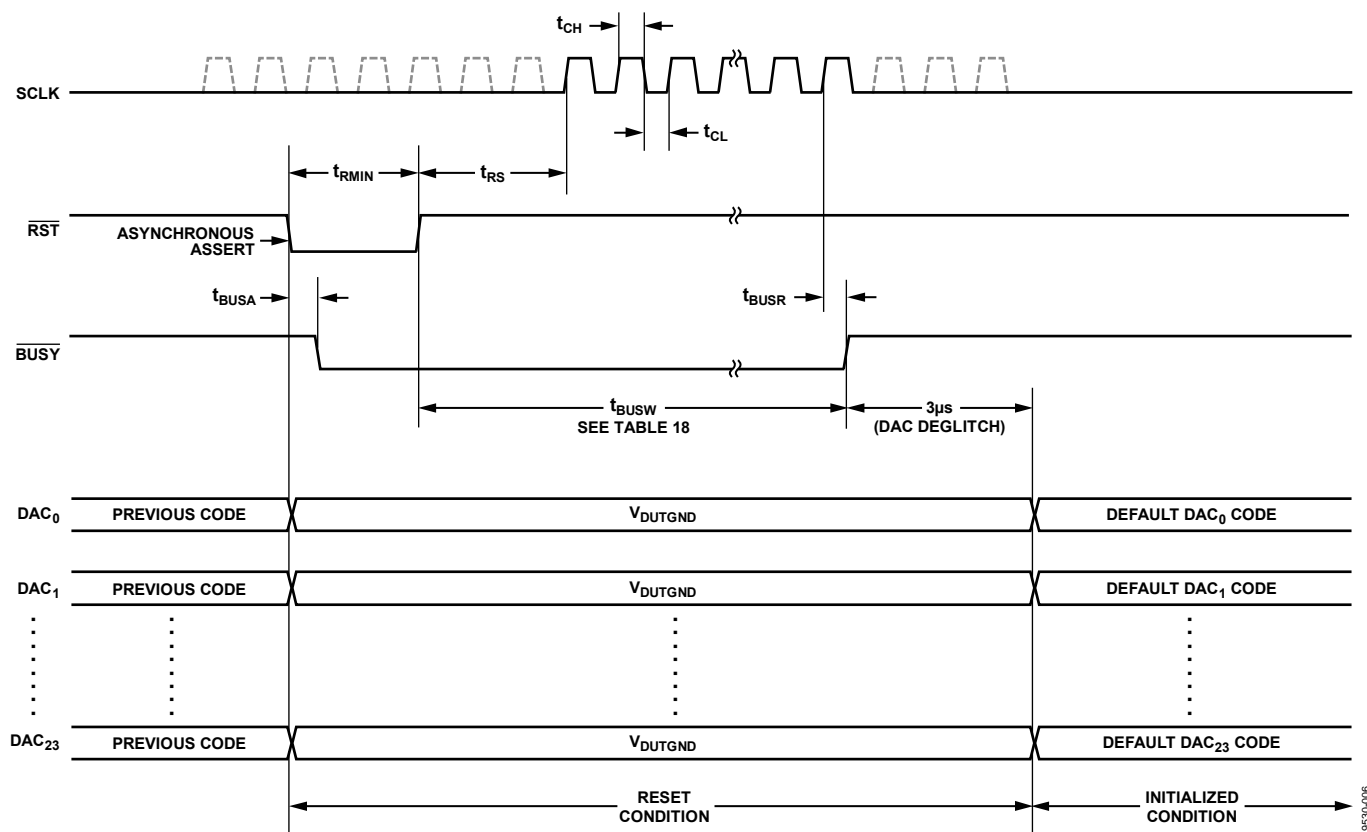 tCH
SCLK
tCL
tRMIN
tRS
RST
ASYNCHRONOUS
ASSERT
tBUSA
tBUSR
BUSY
tBUSW
SEE TABLE 18
3µs
(DAC DEGLITCH)
DAC0 PREVIOUS CODE VDUTGND DEFAULT DAC0 CODE
DAC1 PREVIOUS CODE VDUTGND DEFAULT DAC1 CODE
DAC23 PREVIOUS CODE VDUTGND DEFAULT DAC23 CODE
RESET
CONDITION
INITIALIZED
CONDITION